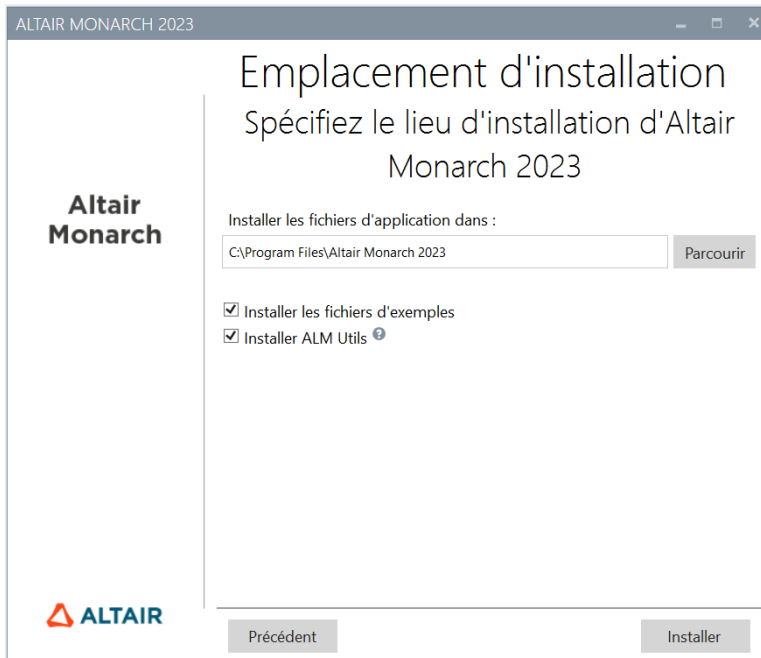 ALTAIR MONARCH 2023
Emplacement d'installation
Spécifiez le lieu d'installation d'Altair
Monarch 2023
Altair
Monarch
Installer les fichiers d'application dans :
C:\Program Files\Altair Monarch 2023
Parcourir
Installer les fichiers d'exemples
Installer ALM Utils ?
ALTAIR
Précédent
Installer